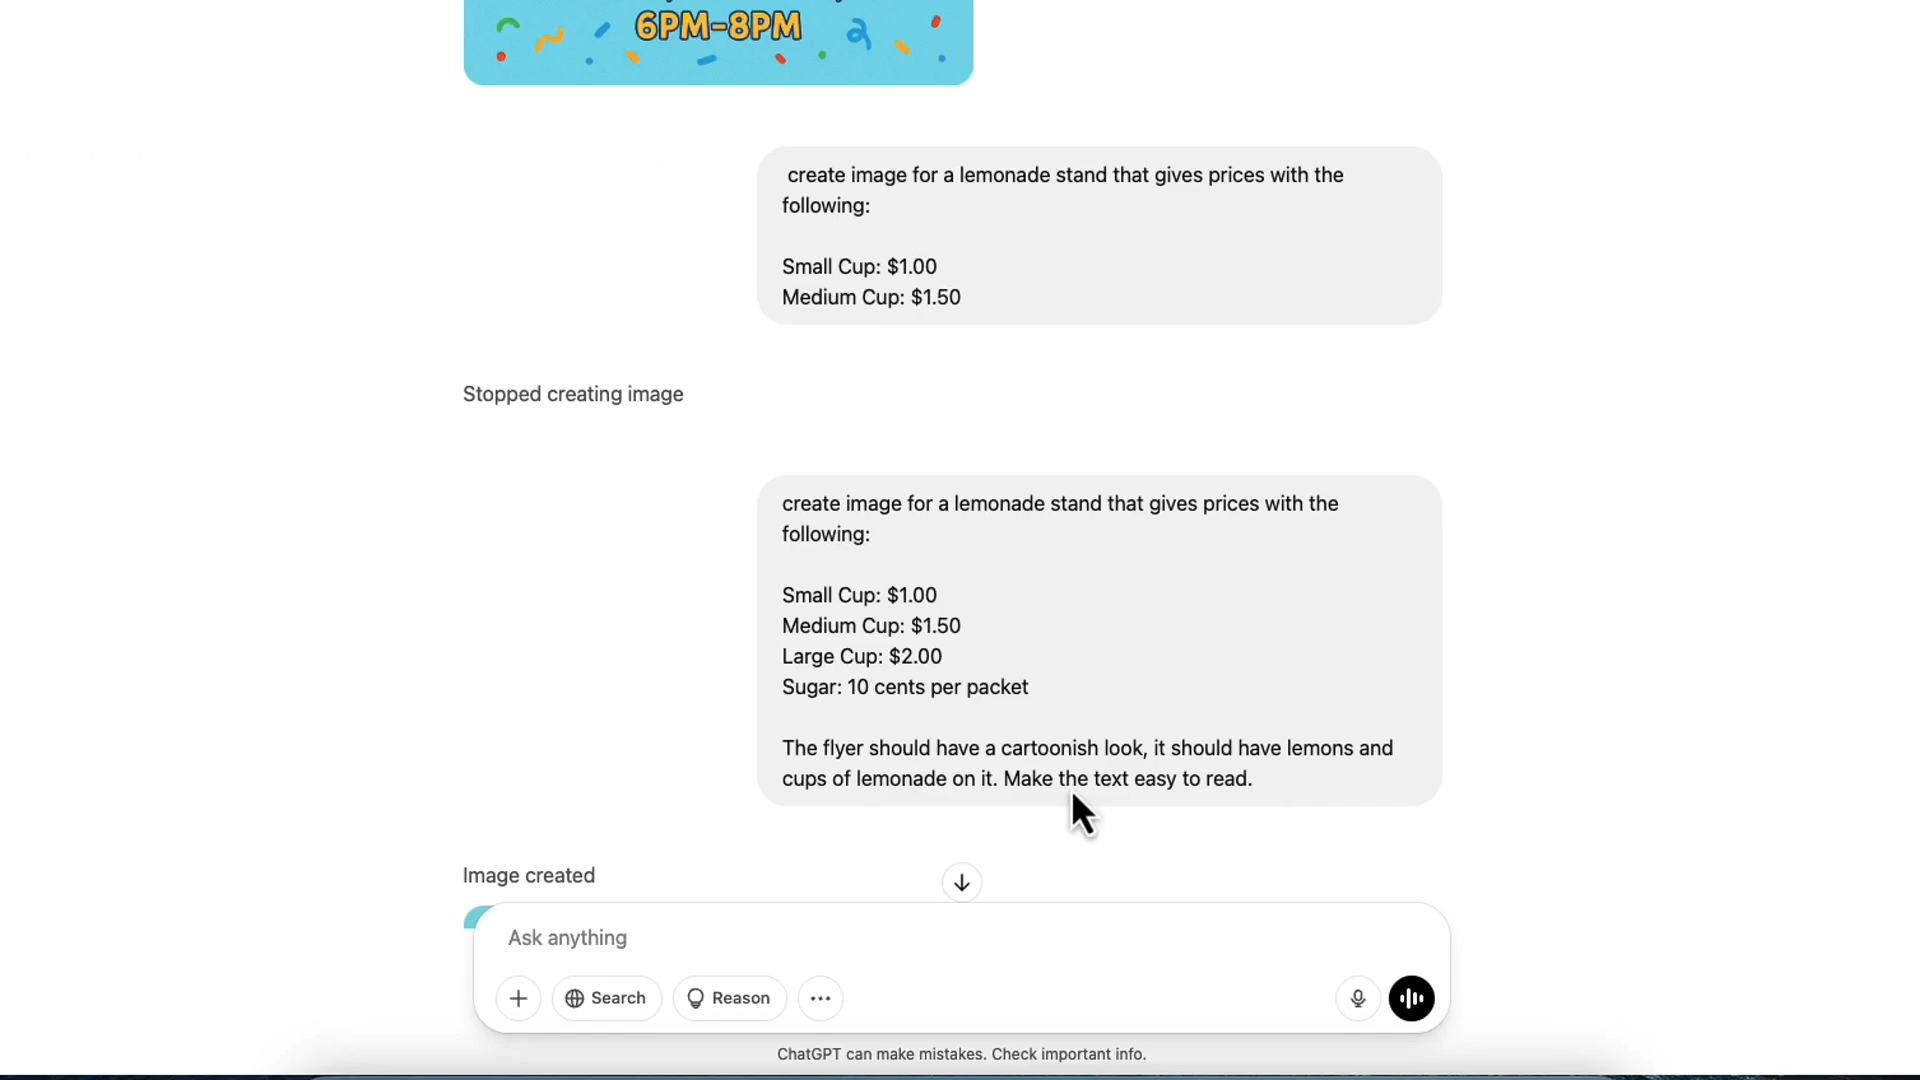 6PM–8PM
create image for a lemonade stand that gives prices with the
following:
Small Cup: $1.00
Medium Cup: $1.50
Stopped creating image
create image for a lemonade stand that gives prices with the
following:
Small Cup: $1.00
Medium Cup: $1.50
Large Cup: $2.00
Sugar: 10 cents per packet
The flyer should have a cartoonish look, it should have lemons and
cups of lemonade on it. Make the text easy to read.
Image created
Ask anything
Search
Reason
ChatGPT can make mistakes. Check important info.